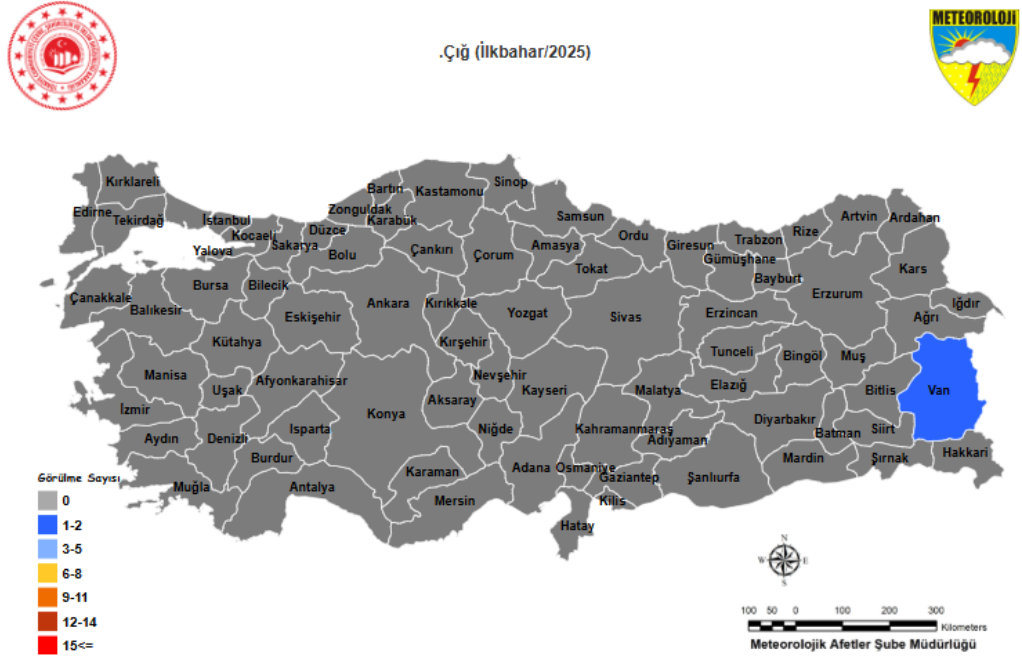 METEOROLOJİ
.Çığ (İlkbahar/2025)
Kırklareli
Edirne
Tekirdağ
İstanbul
Kocaeli
Yalova
Sakarya
Düzce
Zonguldak
Bartın
Karabük
Kastamonu
Sinop
Bolu
Çankırı
Çorum
Samsun
Amasya
Tokat
Ordu
Giresun
Gümüşhane
Trabzon
Bayburt
Rize
Artvin
Ardahan
Kars
Iğdır
Ağrı
Erzurum
Erzincan
Çanakkale
Balıkesir
Bursa
Bilecik
Eskişehir
Kütahya
Ankara
Kırıkkale
Kırşehir
Yozgat
Sivas
Tunceli
Bingöl
Muş
Bitlis
Van
Manisa
Uşak
Afyonkarahisar
İzmir
Aydın
Denizli
Isparta
Burdur
Muğla
Antalya
Konya
Aksaray
Nevşehir
Kayseri
Niğde
Karaman
Mersin
Adana
Osmaniye
Kahramanmaraş
Malatya
Elazığ
Adıyaman
Gaziantep
Kilis
Hatay
Şanlıurfa
Diyarbakır
Batman
Mardin
Siirt
Şırnak
Hakkari
Görülme Sayısı
0
1-2
3-5
6-8
9-11
12-14
15<=
N
W
E
S
100 50 0 100 200 300
Kilometers
Meteorolojik Afetler Şube Müdürlüğü